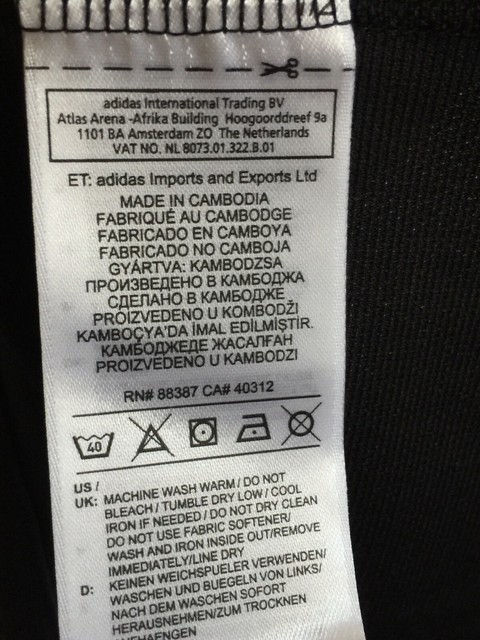 adidas International Trading BV
Atlas Arena -Afrika Building Hoogoorddreef 9a
1101 BA Amsterdam ZO The Netherlands
VAT NO. NL 8073.01.322.B.01
ET: adidas Imports and Exports Ltd
MADE IN CAMBODIA
FABRIQUÉ AU CAMBODGE
FABRICADO EN CAMBOYA
FABRICADO NO CAMBOJA
GYÁRTVA: KAMBODZSA
ПРОИЗВЕДЕНО В КАМБОДЖА
СДЕЛАНО В КАМБОДЖЕ
PROIZVEDENO U KOMBODŽI
KAMBOÇYA'DA İMAL EDİLMİŞTİR.
КАМБОДЖЕДЕ ЖАСАЛҒАН
PROIZVEDENO U KAMBODZI
RN# 88387 CA# 40312
40
US /
UK: MACHINE WASH WARM / DO NOT
BLEACH / TUMBLE DRY LOW / COOL
IRON IF NEEDED / DO NOT DRY CLEAN
DO NOT USE FABRIC SOFTENER/
WASH AND IRON INSIDE OUT/REMOVE
IMMEDIATELY/LINE DRY
D: KEINEN WEICHSPUELER VERWENDEN/
WASCHEN UND BUEGELN VON LINKS/
NACH DEM WASCHEN SOFORT
HERAUSNEHMEN/ZUM TROCKNEN